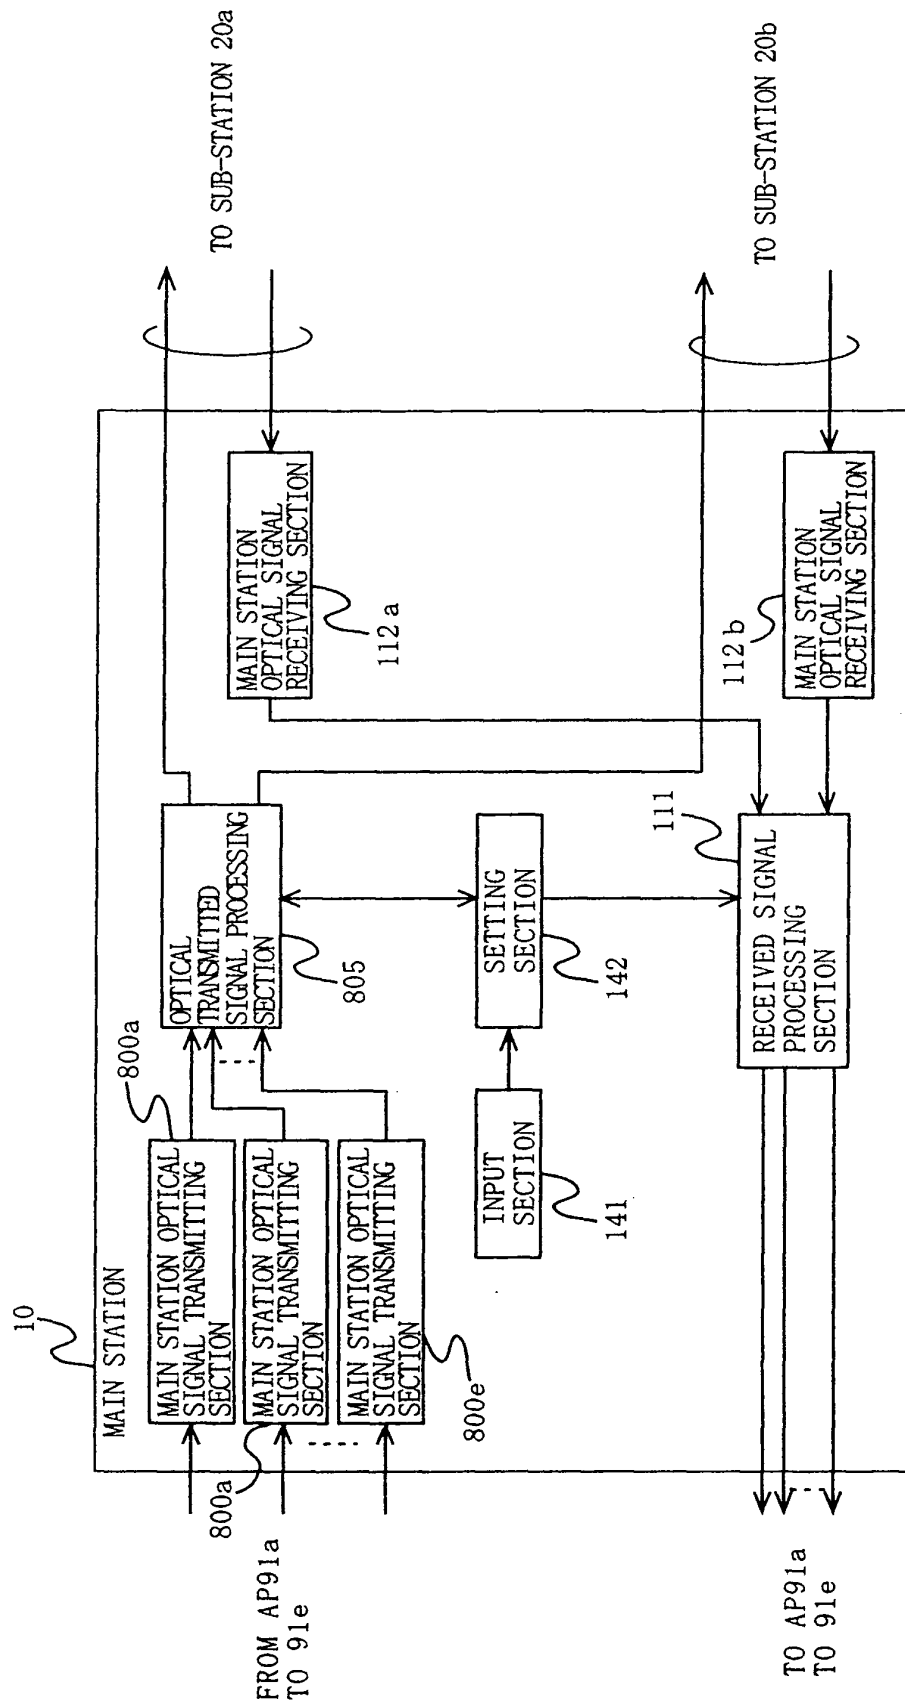 10
MAIN STATION
800a
MAIN STATION OPTICAL
SIGNAL TRANSMITTING
SECTION
800a
MAIN STATION OPTICAL
SIGNAL TRANSMITTING
SECTION
MAIN STATION OPTICAL
SIGNAL TRANSMITTING
SECTION
800e
FROM AP91a
TO 91e
OPTICAL
TRANSMITTED
SIGNAL PROCESSING
SECTION
805
TO SUB-STATION 20a
MAIN STATION
OPTICAL SIGNAL
RECEIVING SECTION
112a
INPUT
SECTION
141
SETTING
SECTION
142
111
RECEIVED SIGNAL
PROCESSING
SECTION
TO AP91a
TO 91e
112b
MAIN STATION
OPTICAL SIGNAL
RECEIVING SECTION
TO SUB-STATION 20b